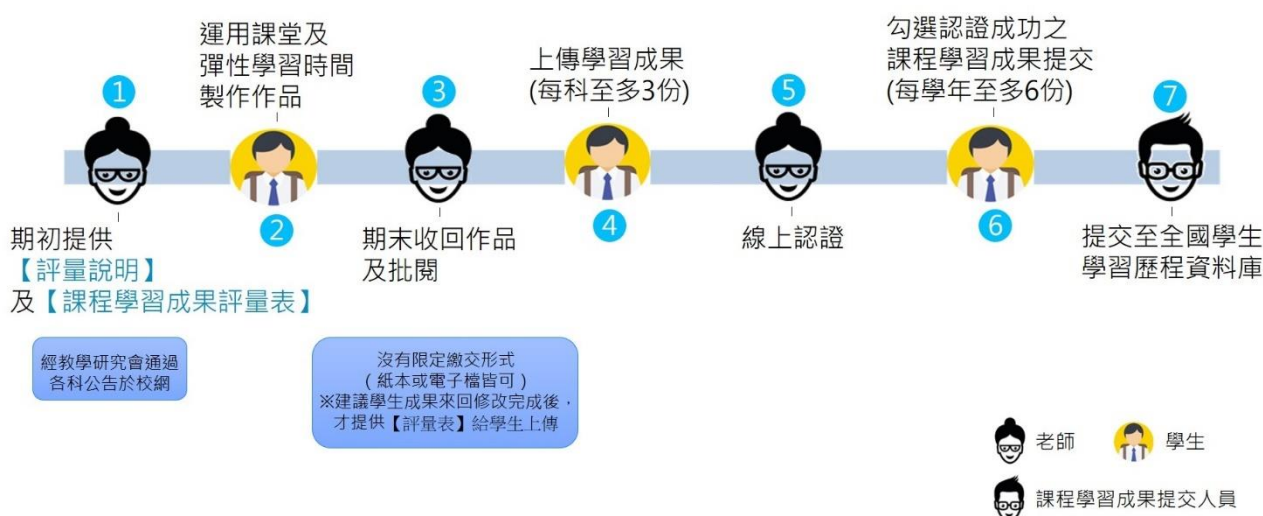 1
期初提供
【評量說明】
及【課程學習成果評量表】
經教學研究會通過
各科公告於校網
運用課堂及
彈性學習時間
製作作品
2
3
期末收回作品
及批閱
沒有限定繳交形式
(紙本或電子檔皆可)
※建議學生成果來回修改完成後,
才提供【評量表】給學生上傳
上傳學習成果
(每科至多3份)
4
5
線上認證
勾選認證成功之
課程學習成果提交
(每學年至多6份)
6
7
提交至全國學生
學習歷程資料庫
老師
學生
課程學習成果提交人員